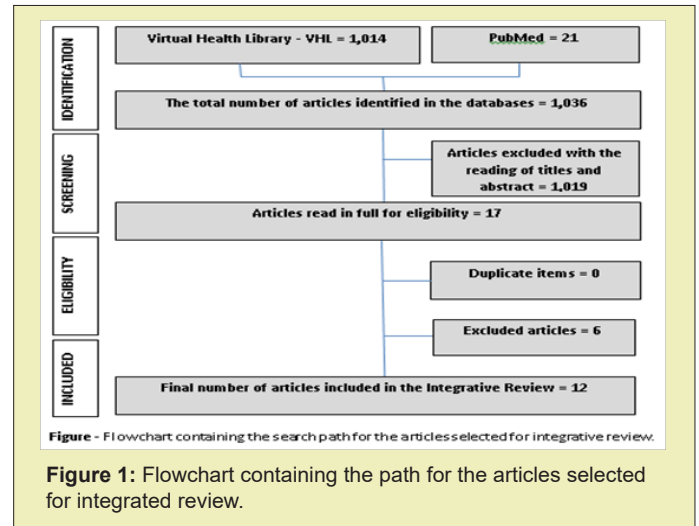 IDENTIFICATION
Virtual Health Library - VHL = 1,014
PubMed = 21
The total number of articles identified in the databases = 1,036
SCREENING
Articles excluded with the
reading of titles and
abstract = 1,019
Articles read in full for eligibility = 17
ELIGIBILITY
Duplicate items = 0
Excluded articles = 6
INCLUDED
Final number of articles included in the Integrative Review = 12
Figure - Flowchart containing the search path for the articles selected for integrative review.
Figure 1: Flowchart containing the path for the articles selected
for integrated review.